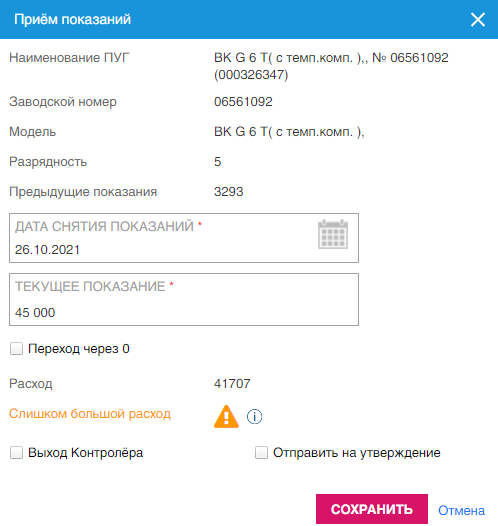 Приём показаний
Наименование ПУГ ВК G 6 Т( с темп.комп. ),, № 06561092
(000326347)
Заводской номер 06561092
Модель ВК G 6 Т( с темп.комп. ),
Разрядность 5
Предыдущие показания 3293
ДАТА СНЯТИЯ ПОКАЗАНИЙ *
26.10.2021
ТЕКУЩЕЕ ПОКАЗАНИЕ *
45 000
Переход через 0
Расход 41707
Слишком большой расход
Выход Контролёра Отправить на утверждение
СОХРАНИТЬ Отмена